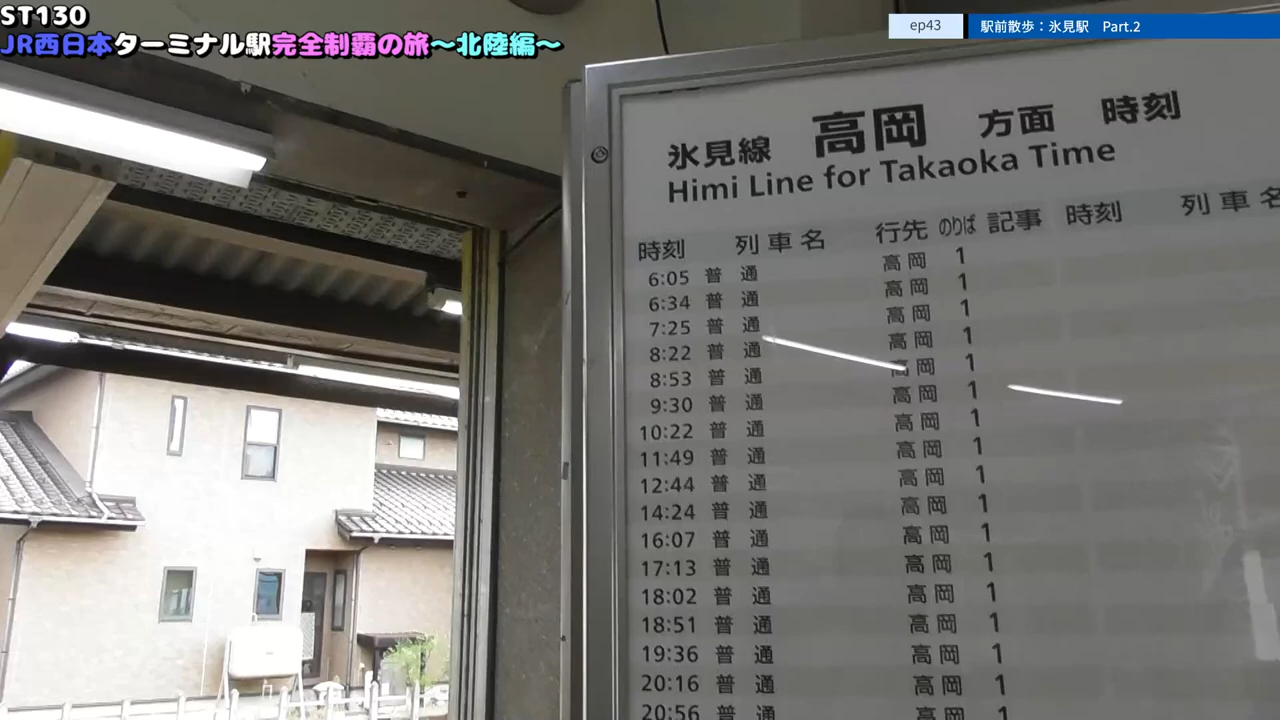 ST130
JR西日本ターミナル駅完全制覇の旅～北陸編～
ep43 駅前散歩：氷見駅 Part.2
氷見線 高岡 方面 時刻
Himi Line for Takaoka Time
時刻 列車名 行先 のりば 記事 時刻 列車名
6:05 普通 高岡 1
6:34 普通 高岡 1
7:25 普通 高岡 1
8:22 普通 高岡 1
8:53 普通 高岡 1
9:30 普通 高岡 1
10:22 普通 高岡 1
11:49 普通 高岡 1
12:44 普通 高岡 1
14:24 普通 高岡 1
16:07 普通 高岡 1
17:13 普通 高岡 1
18:02 普通 高岡 1
18:51 普通 高岡 1
19:36 普通 高岡 1
20:16 普通 高岡 1
20:56 普通 高岡 1